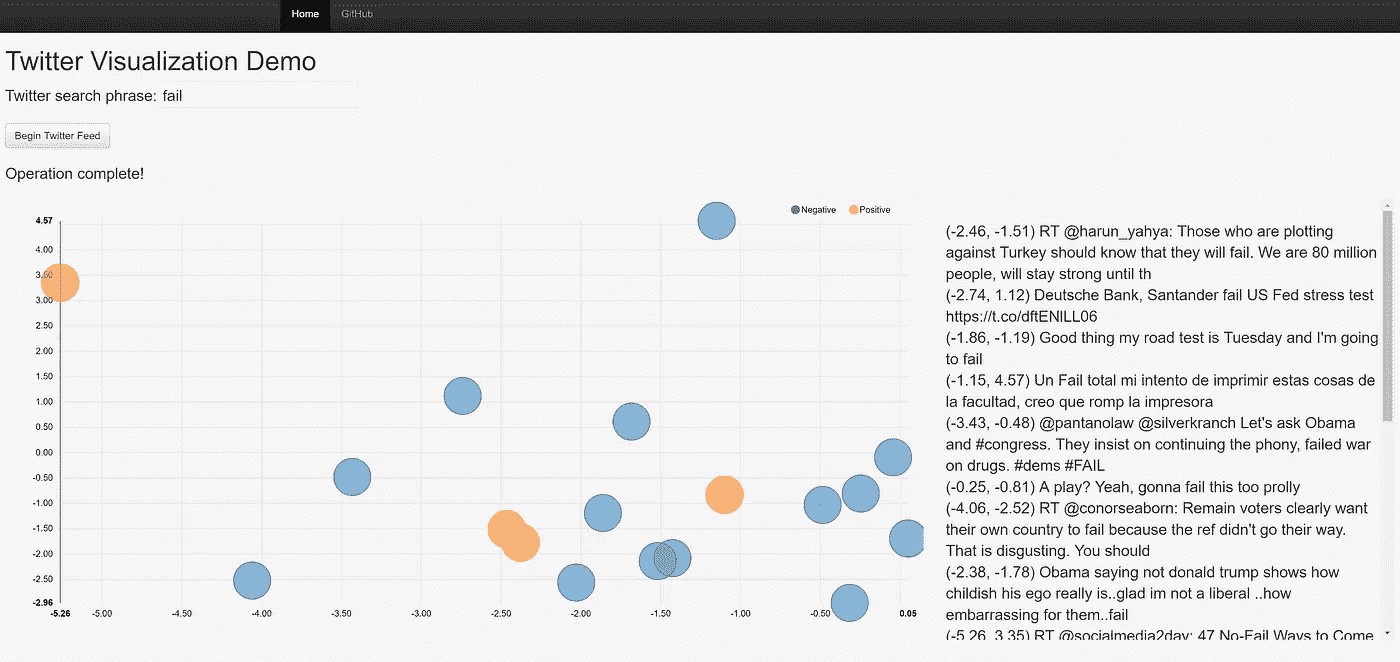 Home GitHub
Twitter Visualization Demo
Twitter search phrase: fail
Begin Twitter Feed
Operation complete!
Negative Positive
4.57
4.00
3.50
3.00
2.50
2.00
1.50
1.00
0.50
0.00
-0.50
-1.00
-1.50
-2.00
-2.50
-2.96
-5.26 -5.00 -4.50 -4.00 -3.50 -3.00 -2.50 -2.00 -1.50 -1.00 -0.50 0.05
(-2.46, -1.51) RT @harun_yahya: Those who are plotting
against Turkey should know that they will fail. We are 80 million
people, will stay strong until th
(-2.74, 1.12) Deutsche Bank, Santander fail US Fed stress test
https://t.co/dftENlLL06
(-1.86, -1.19) Good thing my road test is Tuesday and I'm going
to fail
(-1.15, 4.57) Un Fail total mi intento de imprimir estas cosas de
la facultad, creo que romp la impresora
(-3.43, -0.48) @pantanolaw @silverkranch Let's ask Obama
and #congress. They insist on continuing the phony, failed war
on drugs. #dems #FAIL
(-0.25, -0.81) A play? Yeah, gonna fail this too prolly
(-4.06, -2.52) RT @conorseaborn: Remain voters clearly want
their own country to fail because the ref didn't go their way.
That is disgusting. You should
(-2.38, -1.78) Obama saying not donald trump shows how
childish his ego really is..glad im not a liberal ..how
embarrassing for them..fail
(-5.26, 3.35) RT @socialmedia2day: 47 No-Fail Ways to Come